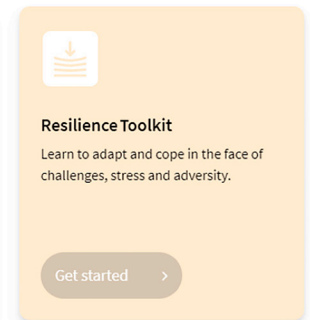 Resilience Toolkit
Learn to adapt and cope in the face of
challenges, stress and adversity.
Get started